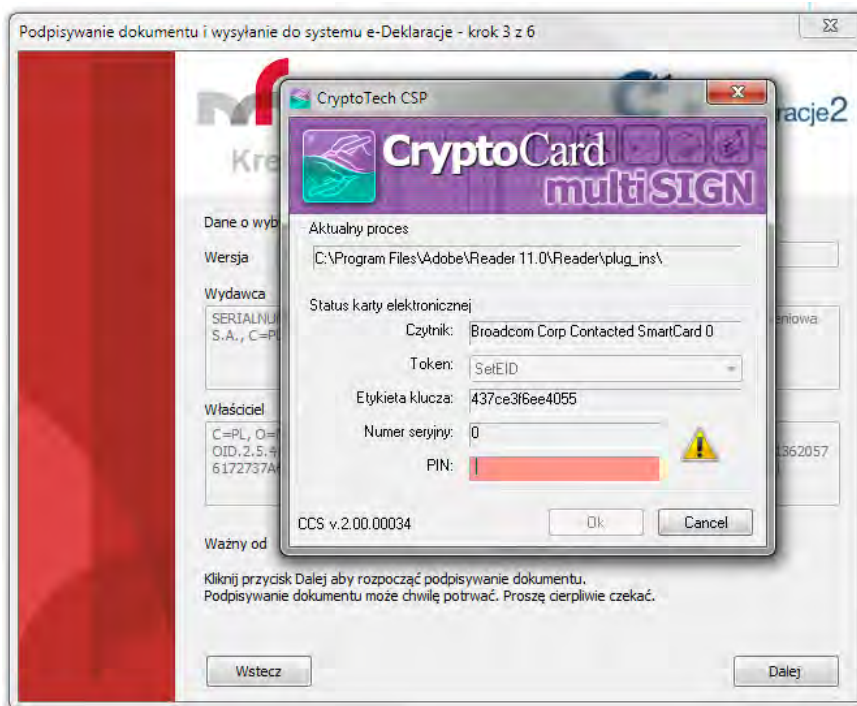 Podpisywanie dokumentu i wysyłanie do systemu e-Deklaracje - krok 3 z 6
CryptoTech CSP
racje2
Kre
CryptoCard
multiSIGN
Dane o wyb
Aktualny proces
Wersja
C:\Program Files\Adobe\Reader 11.0\Reader\plug_ins\
Wydawca
Status karty elektronicznej
SERIALNU
eniowa
S.A., C=PL
Czytnik: Broadcom Corp Contacted SmartCard 0
Token: SetEID
Etykieta klucza: 437ce3f6ee4055
Właściciel
Numer seryjny: 0
C=PL, O=
OID.2.5.4
1362057
6172737A
PIN:
CCS v.2.00.00034
Ok
Cancel
Ważny od
Kliknij przycisk Dalej aby rozpocząć podpisywanie dokumentu.
Podpisywanie dokumentu może chwilę potrwać. Proszę cierpliwie czekać.
Wstecz
Dalej